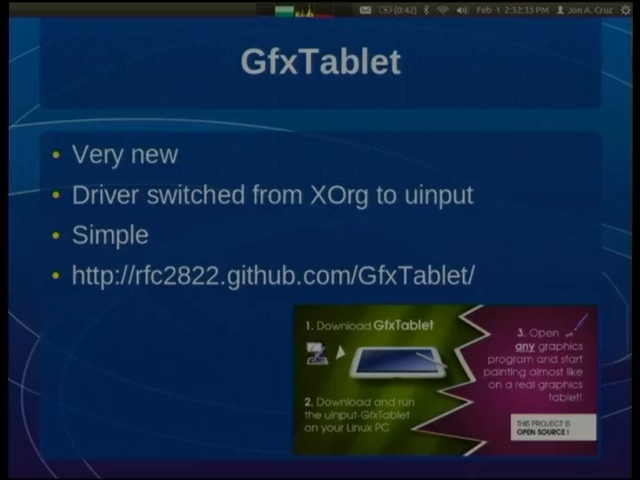 (0:42) Feb 1 2:32:33 PM Jon A. Cruz
GfxTablet
• Very new
• Driver switched from XOrg to uinput
• Simple
• http://rfc2822.github.com/GfxTablet/
1. Download GfxTablet
2. Download and run
the uinput-GfxTablet
on your Linux PC
3. Open
any graphics
program and start
painting almost like
on a real graphics
tablet!
THIS PROJECT IS
OPEN SOURCE !